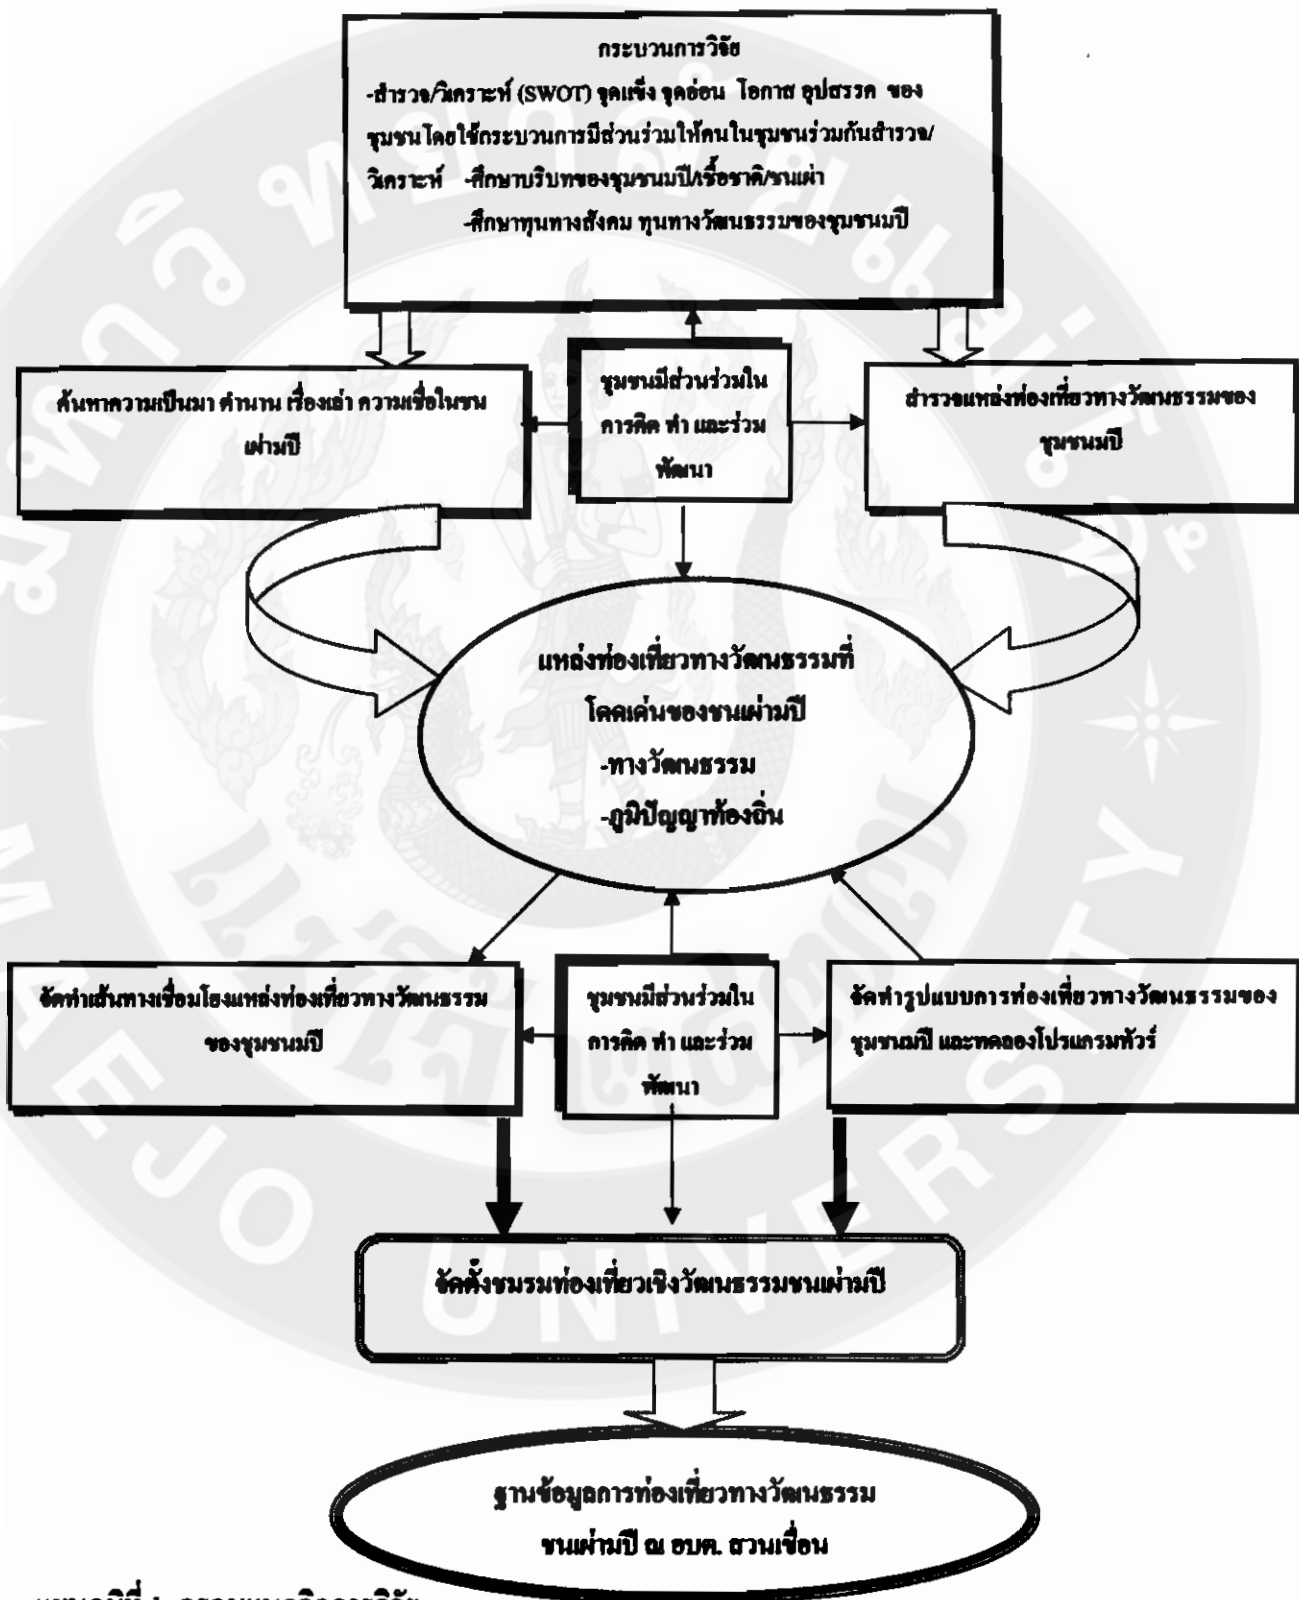 กระบวนการวิจัย
-สำรวจ/วิเคราะห์ (SWOT) จุดแข็ง จุดอ่อน โอกาส อุปสรรค ของ
ชุมชนโดยใช้กระบวนการมีส่วนร่วมให้คนในชุมชนร่วมกันสำรวจ/
วิเคราะห์ -ศึกษาบริบทของชุมชนมปี/เชื้อชาติ/ชนเผ่า
-ศึกษาทุนทางสังคม ทุนทางวัฒนธรรมของชุมชนมปี
ค้นหาความเป็นมา ตำนาน เรื่องเล่า ความเชื่อในชน
เผ่ามปี
ชุมชนมีส่วนร่วมใน
การคิด ทำ และร่วม
พัฒนา
สำรวจแหล่งท่องเที่ยวทางวัฒนธรรมของ
ชุมชนมปี
แหล่งท่องเที่ยวทางวัฒนธรรมที่
โดดเด่นของชนเผ่ามปี
-ทางวัฒนธรรม
-ภูมิปัญญาท้องถิ่น
จัดทำเส้นทางเชื่อมโยงแหล่งท่องเที่ยวทางวัฒนธรรม
ของชุมชนมปี
ชุมชนมีส่วนร่วมใน
การคิด ทำ และร่วม
พัฒนา
จัดทำรูปแบบการท่องเที่ยวทางวัฒนธรรมของ
ชุมชนมปี และทดลองโปรแกรมทัวร์
จัดตั้งชมรมท่องเที่ยวเชิงวัฒนธรรมชนเผ่ามปี
ฐานข้อมูลการท่องเที่ยวทางวัฒนธรรม
ชนเผ่ามปี ณ อบต. สวนเขื่อน
MAEJO UNIVERSITY